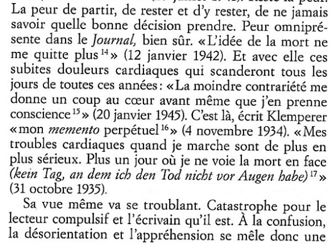 La peur de partir, de rester et d'y rester, de ne jamais
savoir quelle bonne décision prendre. Peur omnipré-
sente dans le Journal, bien sûr. «L'idée de la mort ne
me quitte plus 14» (12 janvier 1942). Et avec elle ces
subites douleurs cardiaques qui scanderont tous les
jours de toutes ces années : «La moindre contrariété me
donne un coup au cœur avant même que j'en prenne
conscience 15» (20 janvier 1945). C'est là, écrit Klemperer
«mon memento perpétuel 16» (4 novembre 1934). «Mes
troubles cardiaques quand je marche sont de plus en
plus sérieux. Plus un jour où je ne voie la mort en face
(kein Tag, an dem ich den Tod nicht vor Augen habe) 17»
(31 octobre 1935).
Sa vue même va se troublant. Catastrophe pour le
lecteur compulsif et l'écrivain qu'il est. À la confusion,
la désorientation et l'appréhension se mêle donc une